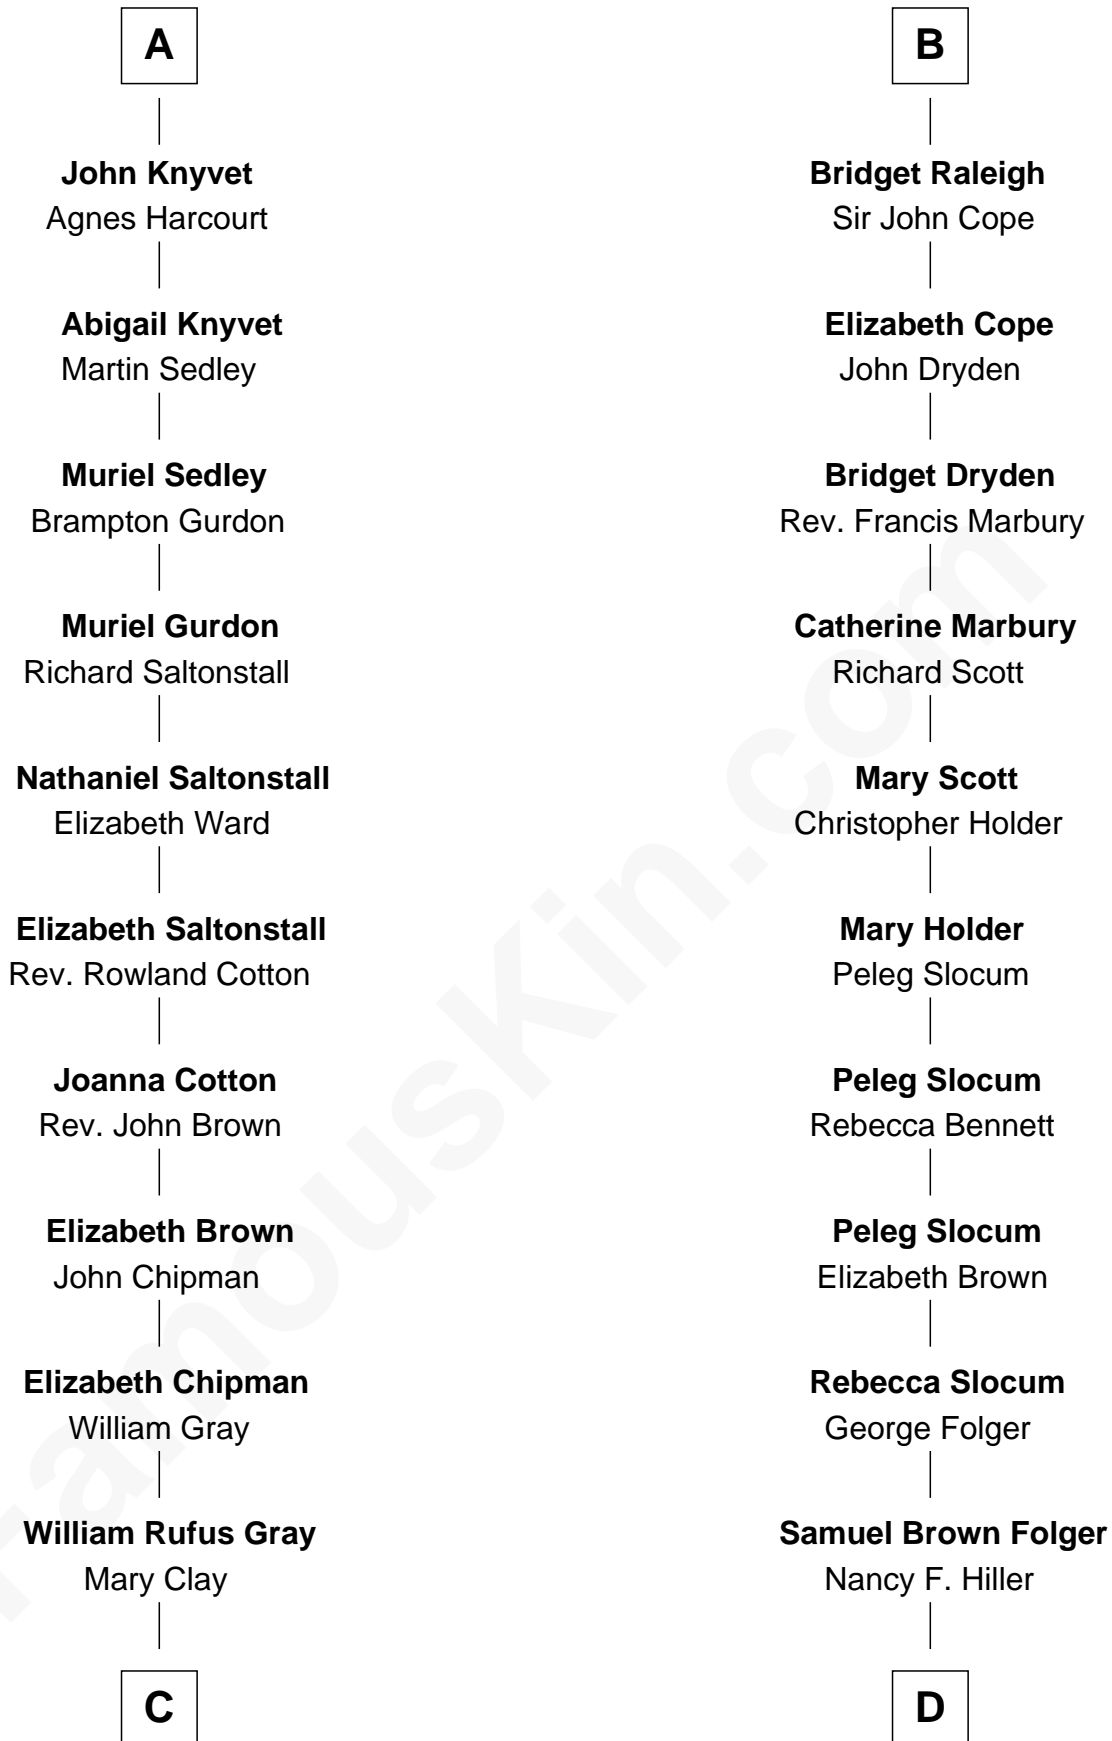 A
John Knyvet
Agnes Harcourt
Abigail Knyvet
Martin Sedley
Muriel Sedley
Brampton Gurdon
Muriel Gurdon
Richard Saltonstall
Nathaniel Saltonstall
Elizabeth Ward
Elizabeth Saltonstall
Rev. Rowland Cotton
Joanna Cotton
Rev. John Brown
Elizabeth Brown
John Chipman
Elizabeth Chipman
William Gray
William Rufus Gray
Mary Clay
C
B
Bridget Raleigh
Sir John Cope
Elizabeth Cope
John Dryden
Bridget Dryden
Rev. Francis Marbury
Catherine Marbury
Richard Scott
Mary Scott
Christopher Holder
Mary Holder
Peleg Slocum
Peleg Slocum
Rebecca Bennett
Peleg Slocum
Elizabeth Brown
Rebecca Slocum
George Folger
Samuel Brown Folger
Nancy F. Hiller
D
FamousKin.com